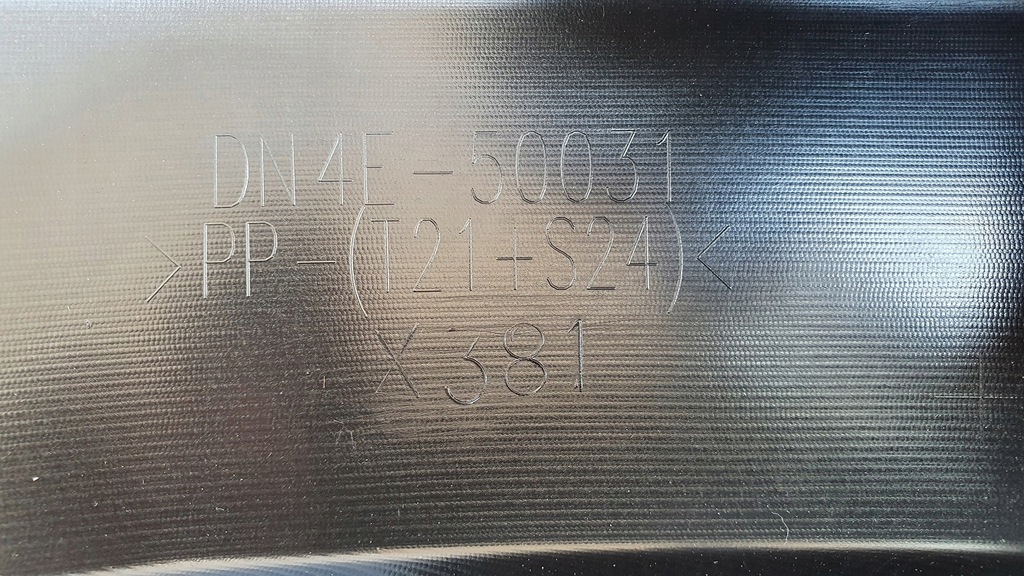 DN4E-50031
>PP-(T21+S24)<
X381